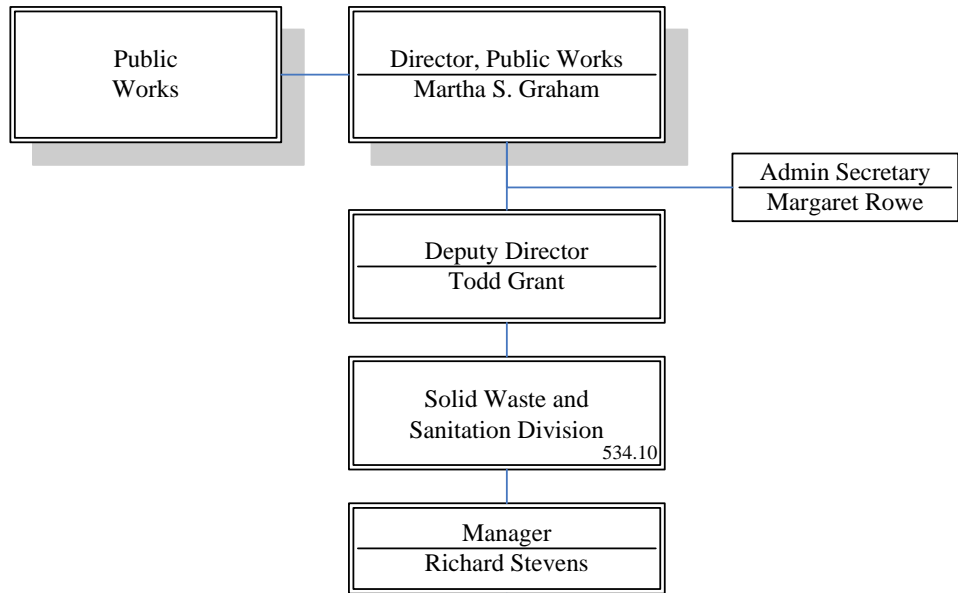 Public
Works
Director, Public Works
Martha S. Graham
Admin Secretary
Margaret Rowe
Deputy Director
Todd Grant
Solid Waste and
Sanitation Division
534.10
Manager
Richard Stevens